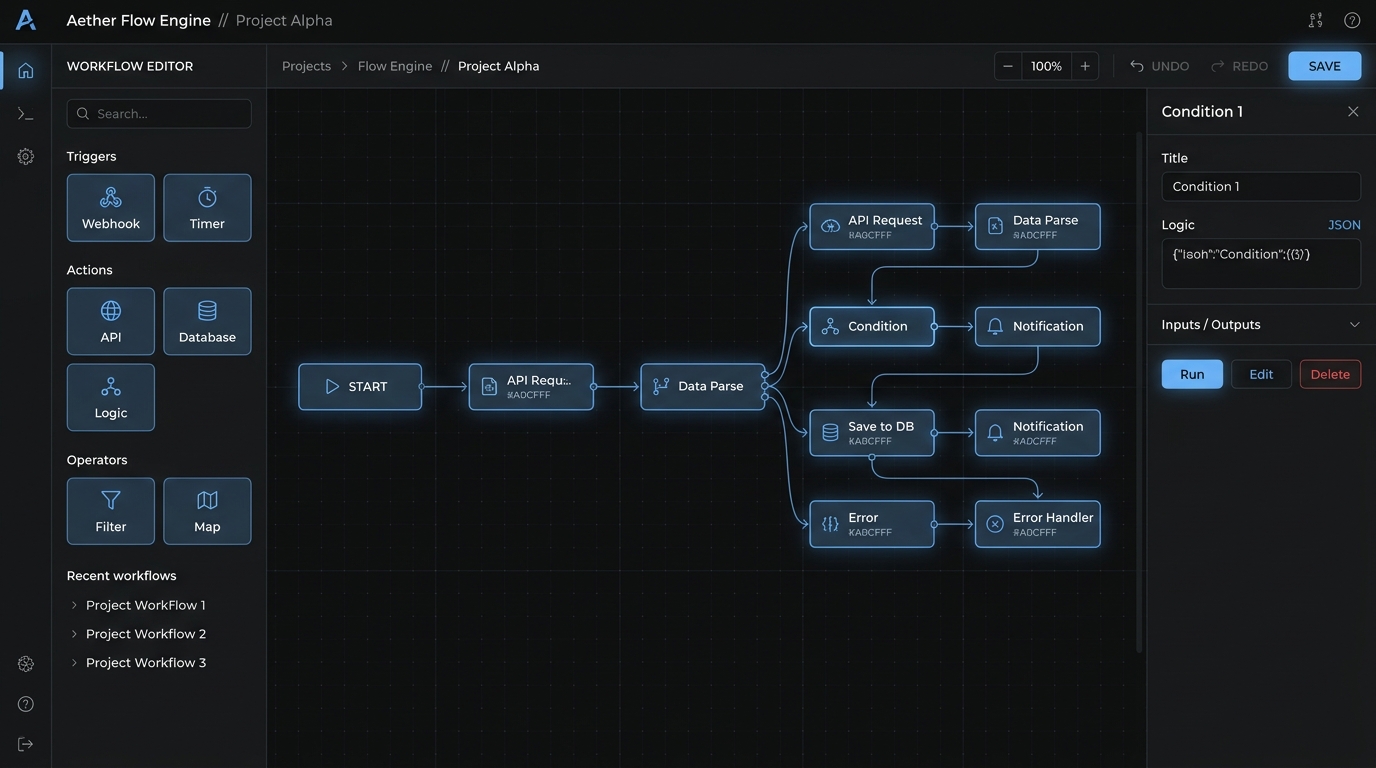 Aether Flow Engine // Project Alpha
WORKFLOW EDITOR
Projects > Flow Engine // Project Alpha
100%
UNDO
REDO
SAVE
Search...
Triggers
Webhook
Timer
Actions
API
Database
Logic
Operators
Filter
Map
Recent workflows
Project WorkFlow 1
Project Workflow 2
Project Workflow 3
START
API Requ...
Data Parse
API Request
Data Parse
Condition
Notification
Save to DB
Notification
Error
Error Handler
Condition 1
Title
Condition 1
Logic
JSON
Inputs / Outputs
Run
Edit
Delete